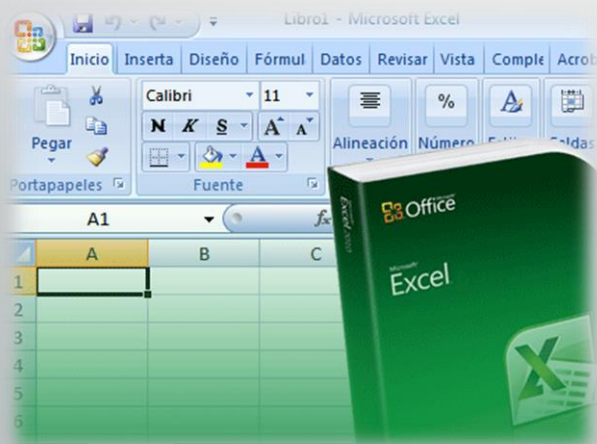 Libro1 - Microsoft Excel
Inicio Inserta Diseño Fórmul Datos Revisar Vista Comple Acrob
Calibri 11 %
N K S A A A
Pegar A Alineación Número
Portapapeles Fuente
A1 fx
A B C
1
2
3
4
5
6
Office
Excel
Microsoft
Excel
X